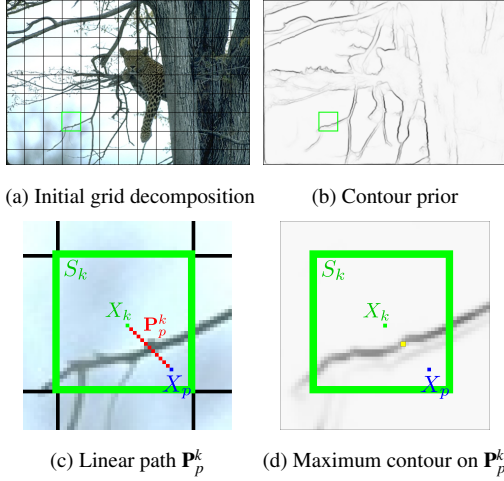 (a) Initial grid decomposition
(b) Contour prior
S_k
X_k
P_p^k
X_p
S_k
X_k
X_p
(c) Linear path P_p^k
(d) Maximum contour on P_p^k